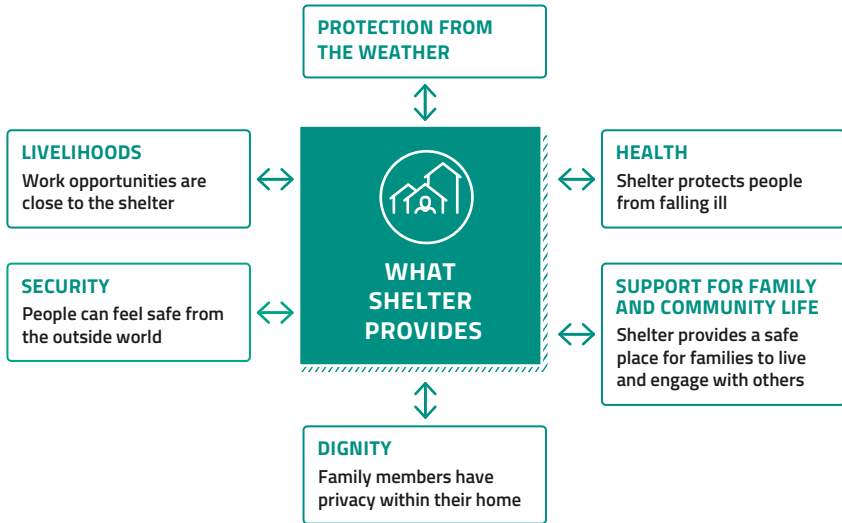 PROTECTION FROM
THE WEATHER
LIVELIHOODS
Work opportunities are
close to the shelter
HEALTH
Shelter protects people
from falling ill
WHAT
SHELTER
PROVIDES
SECURITY
People can feel safe from
the outside world
SUPPORT FOR FAMILY
AND COMMUNITY LIFE
Shelter provides a safe
place for families to live
and engage with others
DIGNITY
Family members have
privacy within their home